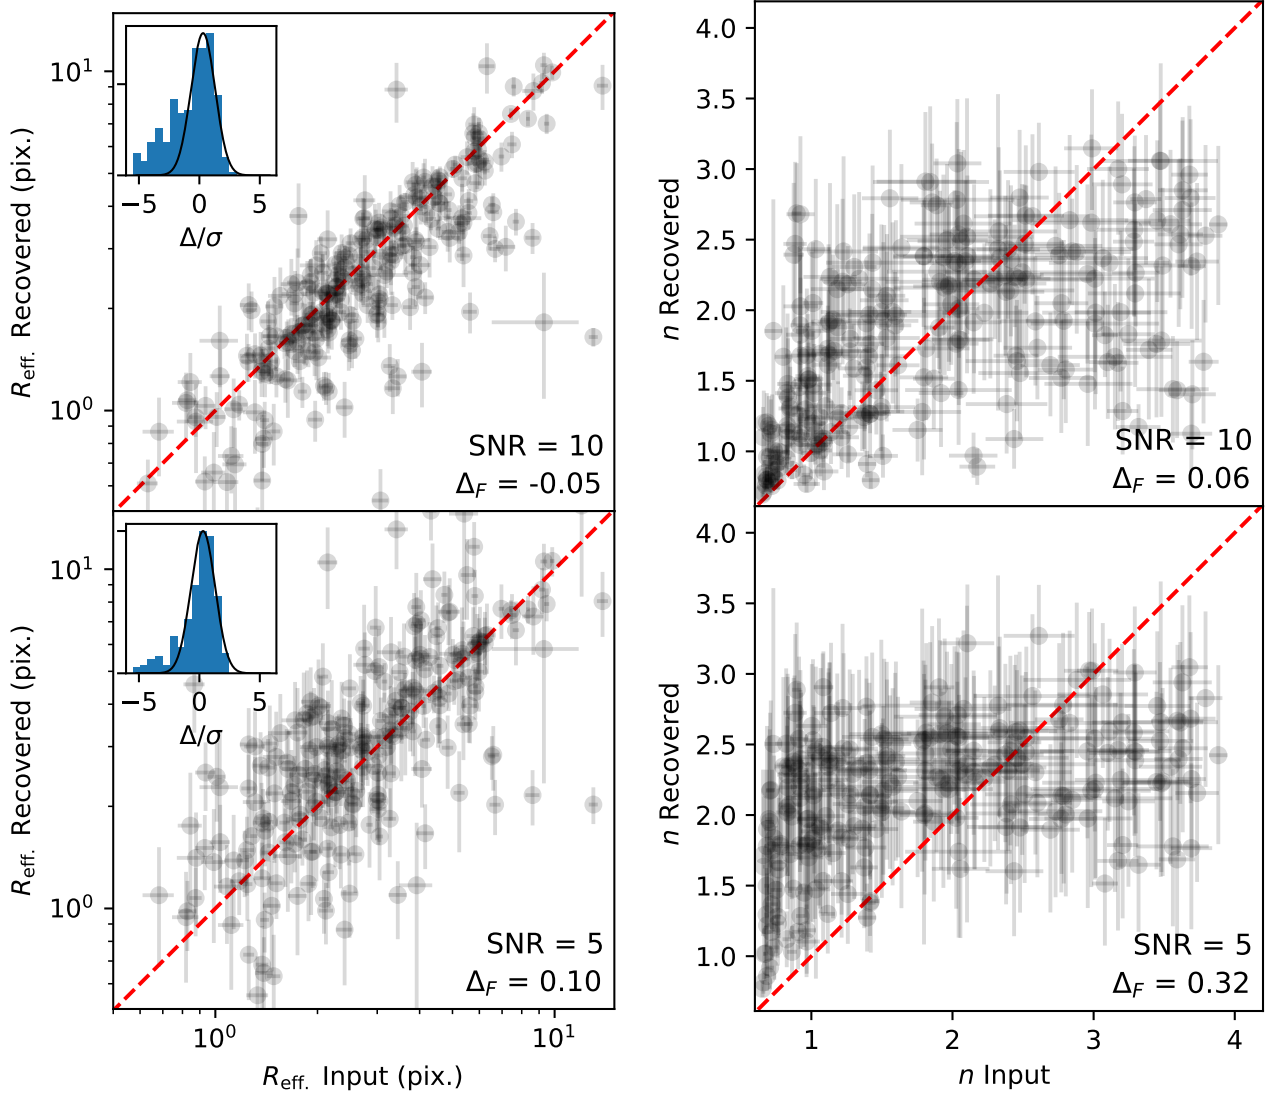 10¹
10⁰
R_eff. Recovered (pix.)
−5 0 5
Δ/σ
SNR = 10
Δ_F = -0.05
4.0
3.5
3.0
2.5
2.0
1.5
1.0
n Recovered
SNR = 10
Δ_F = 0.06
10¹
10⁰
R_eff. Recovered (pix.)
−5 0 5
Δ/σ
SNR = 5
Δ_F = 0.10
10⁰ 10¹
R_eff. Input (pix.)
4.0
3.5
3.0
2.5
2.0
1.5
1.0
n Recovered
SNR = 5
Δ_F = 0.32
1 2 3 4
n Input